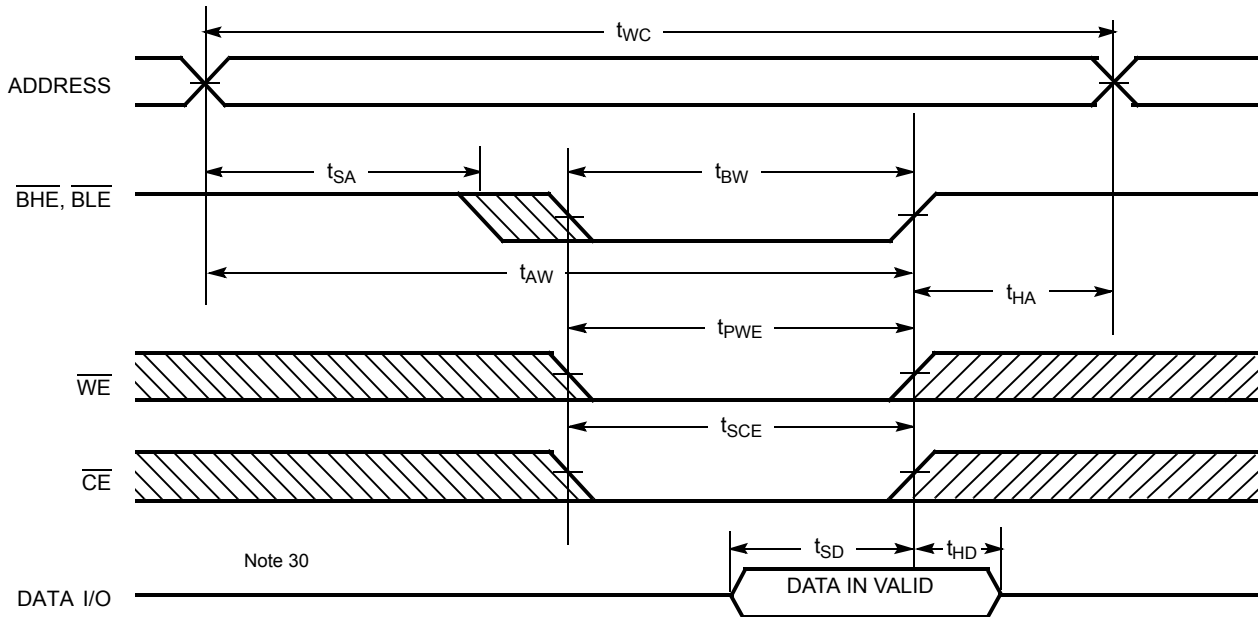 tWC
ADDRESS
tSA
tBW
BHE, BLE
tAW
tHA
tPWE
WE
tSCE
CE
Note 30
tSD
tHD
DATA I/O
DATA IN VALID